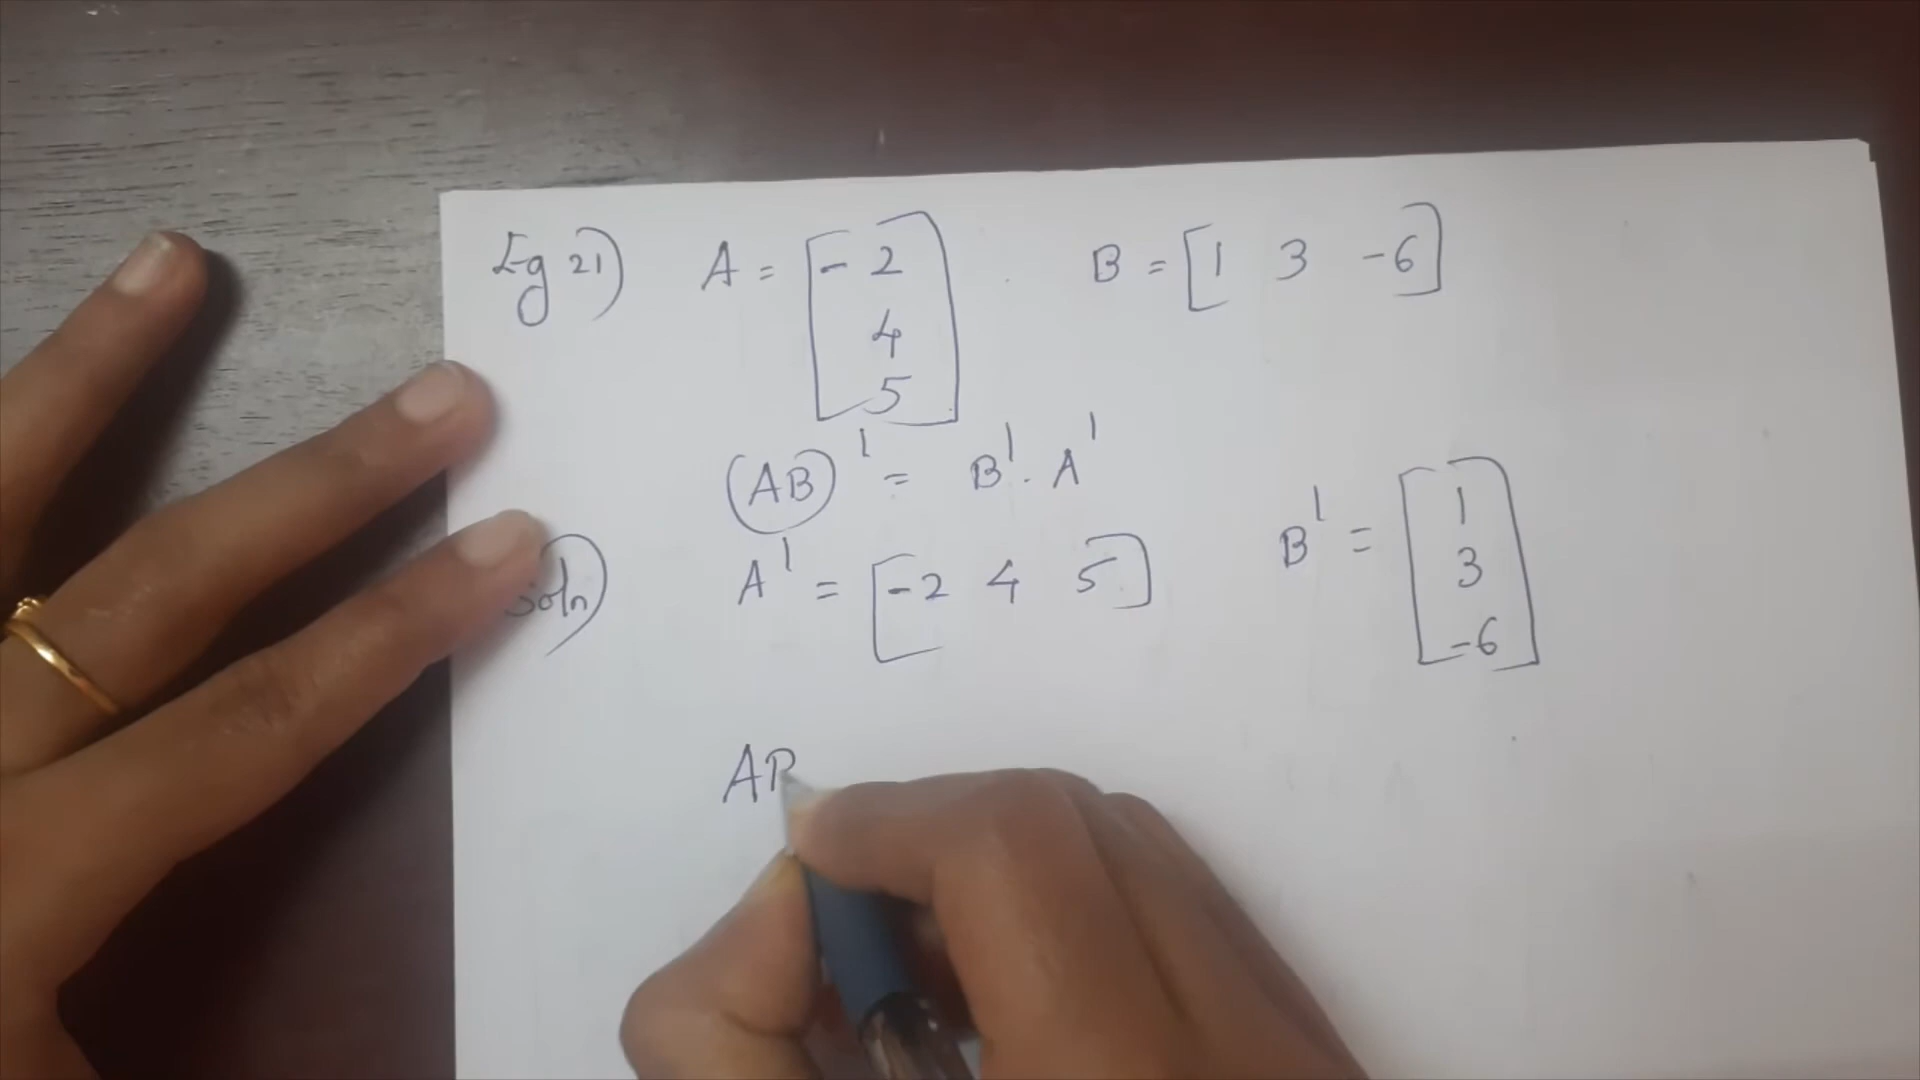 Eg 21) A = [-2 4 5] B = [1 3 -6]
(AB)' = B'. A'
Soln) A' = [-2 4 5] B' = [1 3 -6]
AB